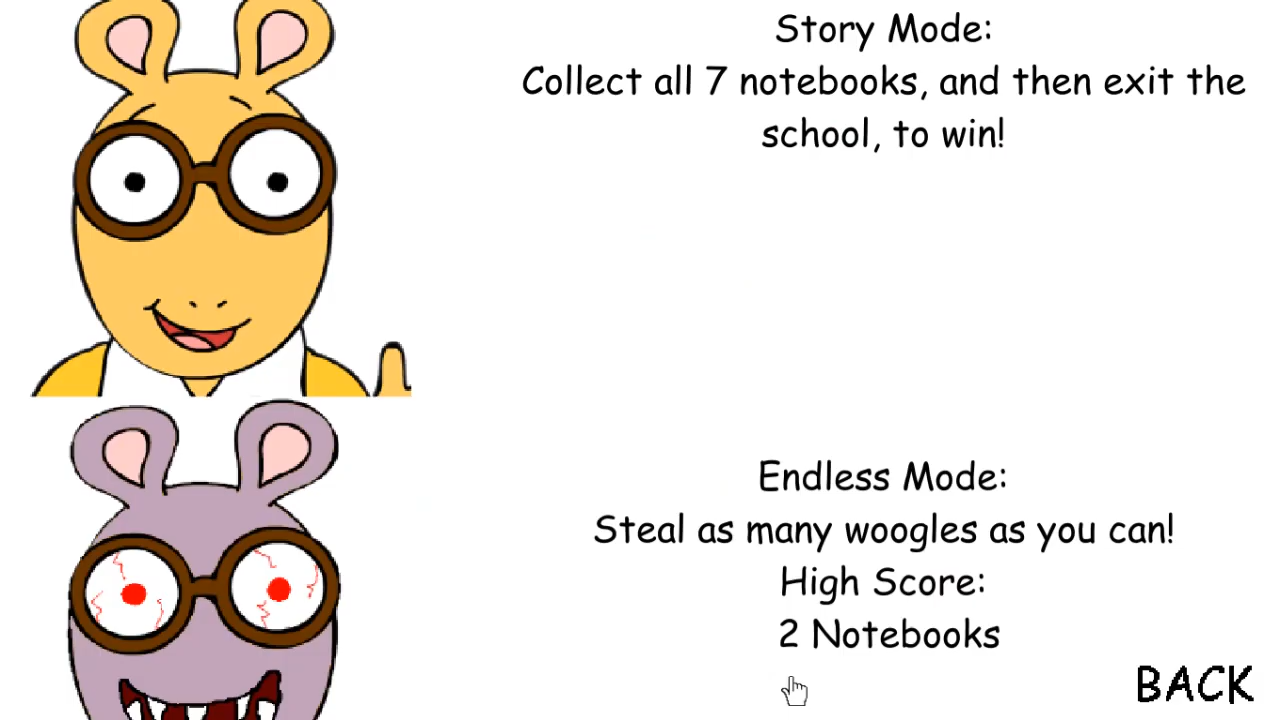 Story Mode:
Collect all 7 notebooks, and then exit the
school, to win!
Endless Mode:
Steal as many woogles as you can!
High Score:
2 Notebooks
BACK